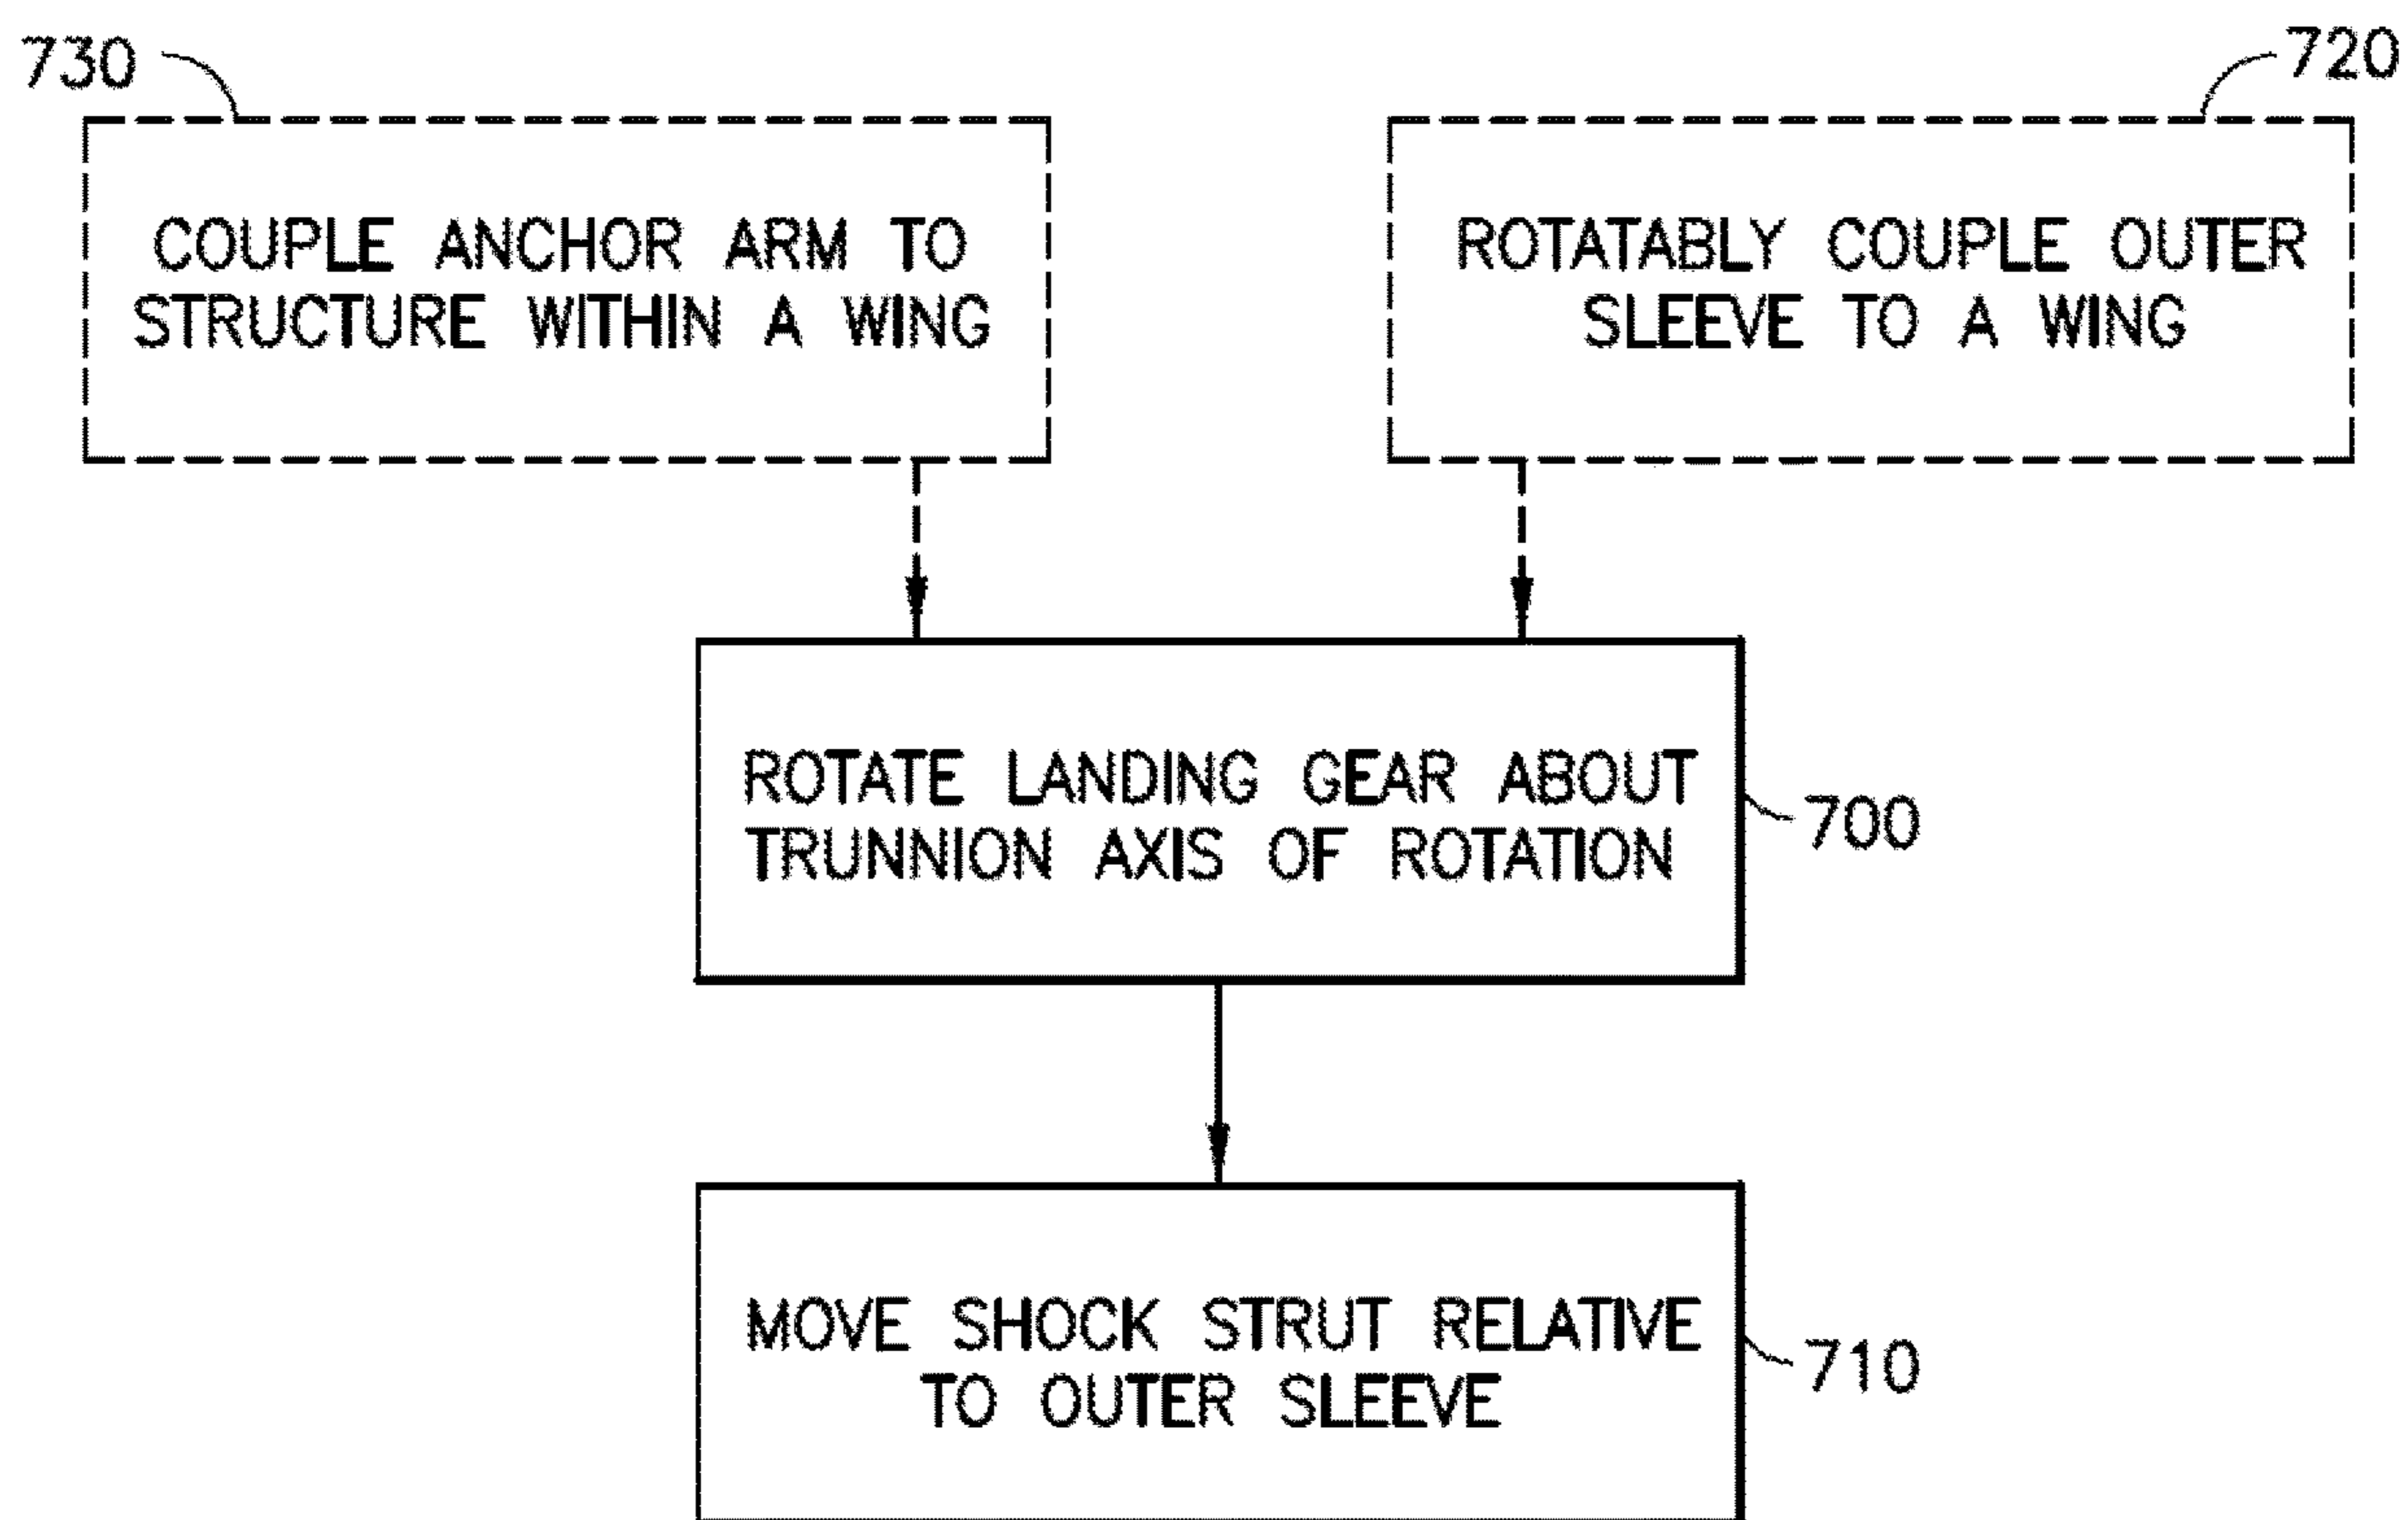 730
720
COUPLE ANCHOR ARM TO
STRUCTURE WITHIN A WING
ROTATABLY COUPLE OUTER
SLEEVE TO A WING
ROTATE LANDING GEAR ABOUT
TRUNNION AXIS OF ROTATION
700
MOVE SHOCK STRUT RELATIVE
TO OUTER SLEEVE
710